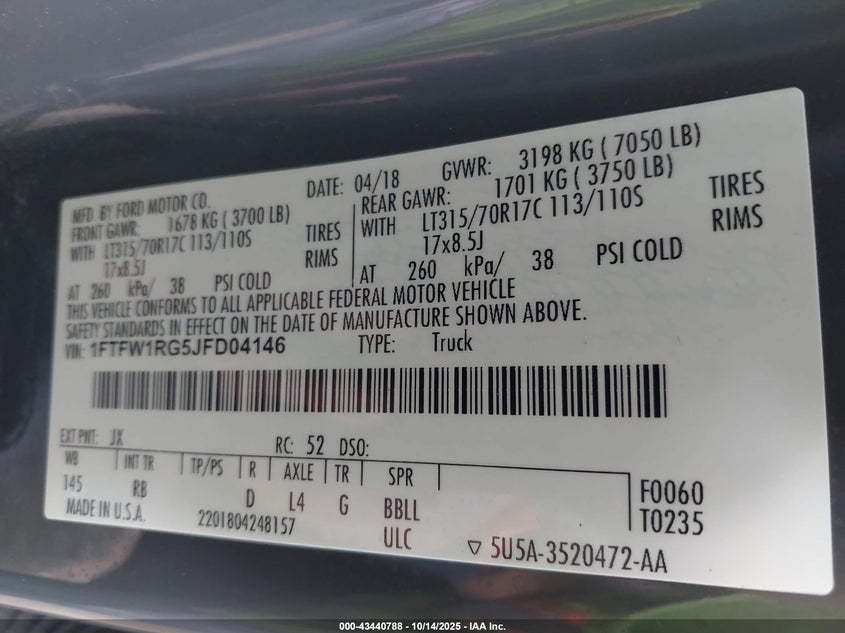 MFD. BY FORD MOTOR CO. DATE: 04/18 GVWR: 3198 KG ( 7050 LB)
FRONT GAWR: 1678 KG ( 3700 LB) REAR GAWR: 1701 KG ( 3750 LB)
WITH LT315/70R17C 113/110S TIRES WITH LT315/70R17C 113/110S TIRES
17x8.5J RIMS 17x8.5J RIMS
AT 260 kPa/ 38 PSI COLD AT 260 kPa/ 38 PSI COLD
THIS VEHICLE CONFORMS TO ALL APPLICABLE FEDERAL MOTOR VEHICLE
SAFETY STANDARDS IN EFFECT ON THE DATE OF MANUFACTURE SHOWN ABOVE.
VIN: 1FTFW1RG5JFD04146 TYPE: Truck
EXT PNT: JX RC: 52 DSO:
WB INT TR TP/PS R AXLE TR SPR
145 RB D L4 G BBLL F0060
MADE IN U.S.A. 2201804248157 ULC T0235
5U5A-3520472-AA
000-43440788 - 10/14/2025 - IAA Inc.